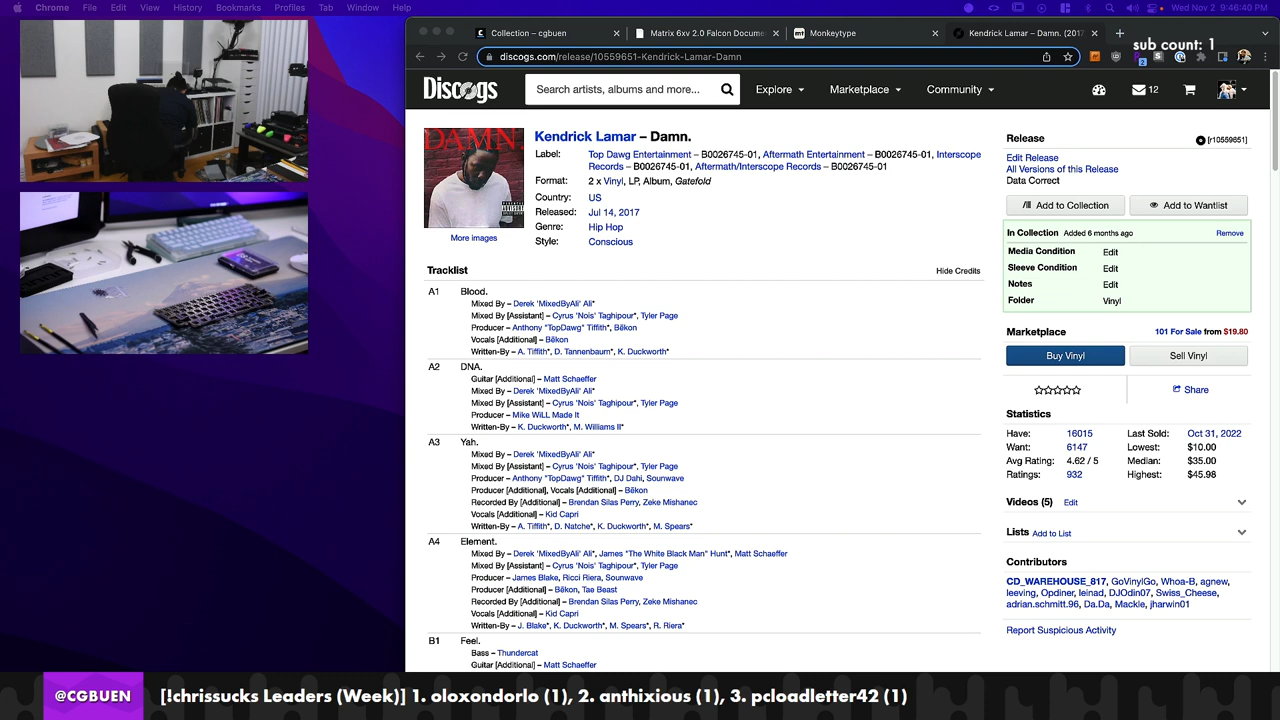 Chrome File Edit View History Bookmarks Profiles Tab Window Help
Wed Nov 2 9:46:40 PM
Collection – cgbuen
Matrix 6xv 2.0 Falcon Docume
Monkeytype
Kendrick Lamar – Damn. (2017
sub count: 1
discogs.com/release/10559651-Kendrick-Lamar-Damn
Discogs
Search artists, albums and more...
Explore
Marketplace
Community
12
DAMN.
More images
Kendrick Lamar – Damn.
Label: Top Dawg Entertainment – B0026745-01, Aftermath Entertainment – B0026745-01, Interscope
Records – B0026745-01, Aftermath/Interscope Records – B0026745-01
Format: 2 x Vinyl, LP, Album, Gatefold
Country: US
Released: Jul 14, 2017
Genre: Hip Hop
Style: Conscious
Tracklist
Hide Credits
A1 Blood.
Mixed By – Derek 'MixedByAli' Ali*
Mixed By [Assistant] – Cyrus 'Nois' Taghipour*, Tyler Page
Producer – Anthony "TopDawg" Tiffith*, Bēkon
Vocals [Additional] – Bēkon
Written-By – A. Tiffith*, D. Tannenbaum*, K. Duckworth*
A2 DNA.
Guitar [Additional] – Matt Schaeffer
Mixed By – Derek 'MixedByAli' Ali*
Mixed By [Assistant] – Cyrus 'Nois' Taghipour*, Tyler Page
Producer – Mike WiLL Made It
Written-By – K. Duckworth*, M. Williams II*
A3 Yah.
Mixed By – Derek 'MixedByAli' Ali*
Mixed By [Assistant] – Cyrus 'Nois' Taghipour*, Tyler Page
Producer – Anthony "TopDawg" Tiffith*, DJ Dahi, Sounwave
Producer [Additional], Vocals [Additional] – Bēkon
Recorded By [Additional] – Brendan Silas Perry, Zeke Mishanec
Vocals [Additional] – Kid Capri
Written-By – A. Tiffith*, D. Natche*, K. Duckworth*, M. Spears*
A4 Element.
Mixed By – Derek 'MixedByAli' Ali*, James "The White Black Man" Hunt*, Matt Schaeffer
Mixed By [Assistant] – Cyrus 'Nois' Taghipour*, Tyler Page
Producer – James Blake, Ricci Riera, Sounwave
Producer [Additional] – Bēkon, Tae Beast
Recorded By [Additional] – Brendan Silas Perry, Zeke Mishanec
Vocals [Additional] – Kid Capri
Written-By – J. Blake*, K. Duckworth*, M. Spears*, R. Riera*
B1 Feel.
Bass – Thundercat
Guitar [Additional] – Matt Schaeffer
Release
[r10559651]
Edit Release
All Versions of this Release
Data Correct
Add to Collection
Add to Wantlist
In Collection Added 6 months ago
Remove
Media Condition Edit
Sleeve Condition Edit
Notes Edit
Folder Vinyl
Marketplace
101 For Sale from $19.80
Buy Vinyl
Sell Vinyl
Share
Statistics
Have: 16015 Last Sold: Oct 31, 2022
Want: 6147 Lowest: $10.00
Avg Rating: 4.62 / 5 Median: $35.00
Ratings: 932 Highest: $45.98
Videos (5) Edit
Lists Add to List
Contributors
CD_WAREHOUSE_817, GoVinylGo, Whoa-B, agnew,
leeving, Opdiner, leinad, DJOdin07, Swiss_Cheese,
adrian.schmitt.96, Da.Da, Mackle, jharwin01
Report Suspicious Activity
@CGBUEN
[!chrissucks Leaders (Week)] 1. oloxondorlo (1), 2. anthixious (1), 3. pcloadletter42 (1)